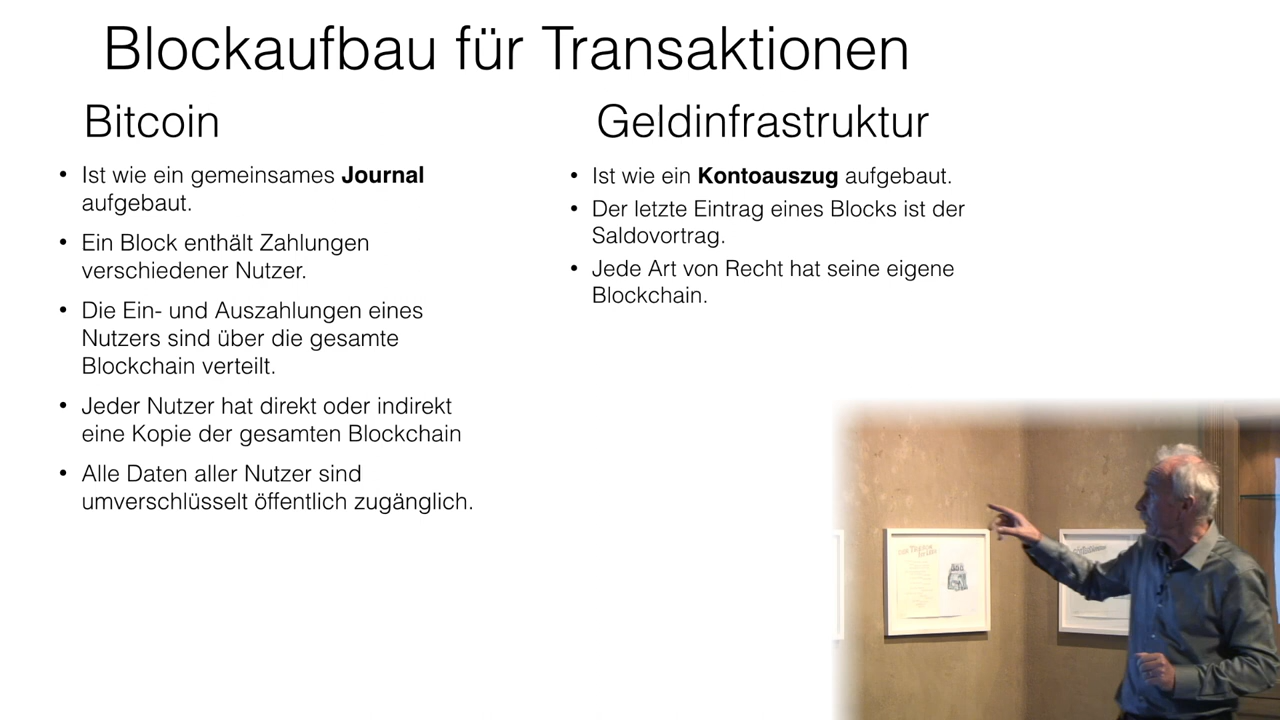 Blockaufbau für Transaktionen
Bitcoin
• Ist wie ein gemeinsames Journal
aufgebaut.
• Ein Block enthält Zahlungen
verschiedener Nutzer.
• Die Ein- und Auszahlungen eines
Nutzers sind über die gesamte
Blockchain verteilt.
• Jeder Nutzer hat direkt oder indirekt
eine Kopie der gesamten Blockchain
• Alle Daten aller Nutzer sind
umverschlüsselt öffentlich zugänglich.
Geldinfrastruktur
• Ist wie ein Kontoauszug aufgebaut.
• Der letzte Eintrag eines Blocks ist der
Saldovortrag.
• Jede Art von Recht hat seine eigene
Blockchain.